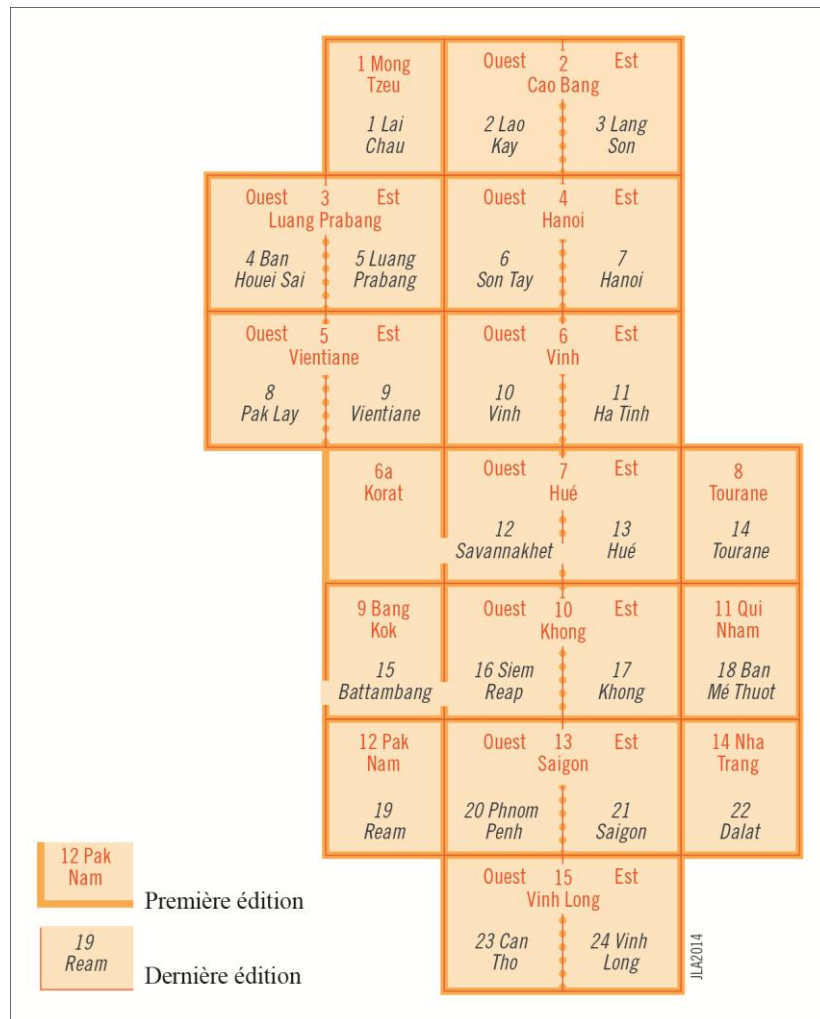 1 Mong
Tzeu
Ouest 2 Est
Cao Bang
1 Lai
Chau
2 Lao
Kay
3 Lang
Son
Ouest 3 Est
Luang Prabang
Ouest 4 Est
Hanoi
4 Ban
Houei Sai
5 Luang
Prabang
6
Son Tay
7
Hanoi
Ouest 5 Est
Vientiane
Ouest 6 Est
Vinh
8
Pak Lay
9
Vientiane
10
Vinh
11
Ha Tinh
6a
Korat
Ouest 7 Est
Hué
8
Tourane
12
Savannakhet
13
Hué
14
Tourane
9 Bang
Kok
Ouest 10 Est
Khong
11 Qui
Nham
15
Battambang
16 Siem
Reap
17
Khong
18 Ban
Mé Thuot
12 Pak
Nam
Ouest 13 Est
Saigon
14 Nha
Trang
19
Ream
20 Phnom
Penh
21
Saigon
22
Dalat
Ouest 15 Est
Vinh Long
23 Can
Tho
24 Vinh
Long
12 Pak
Nam
Première édition
19
Ream
Dernière édition
JLA2014